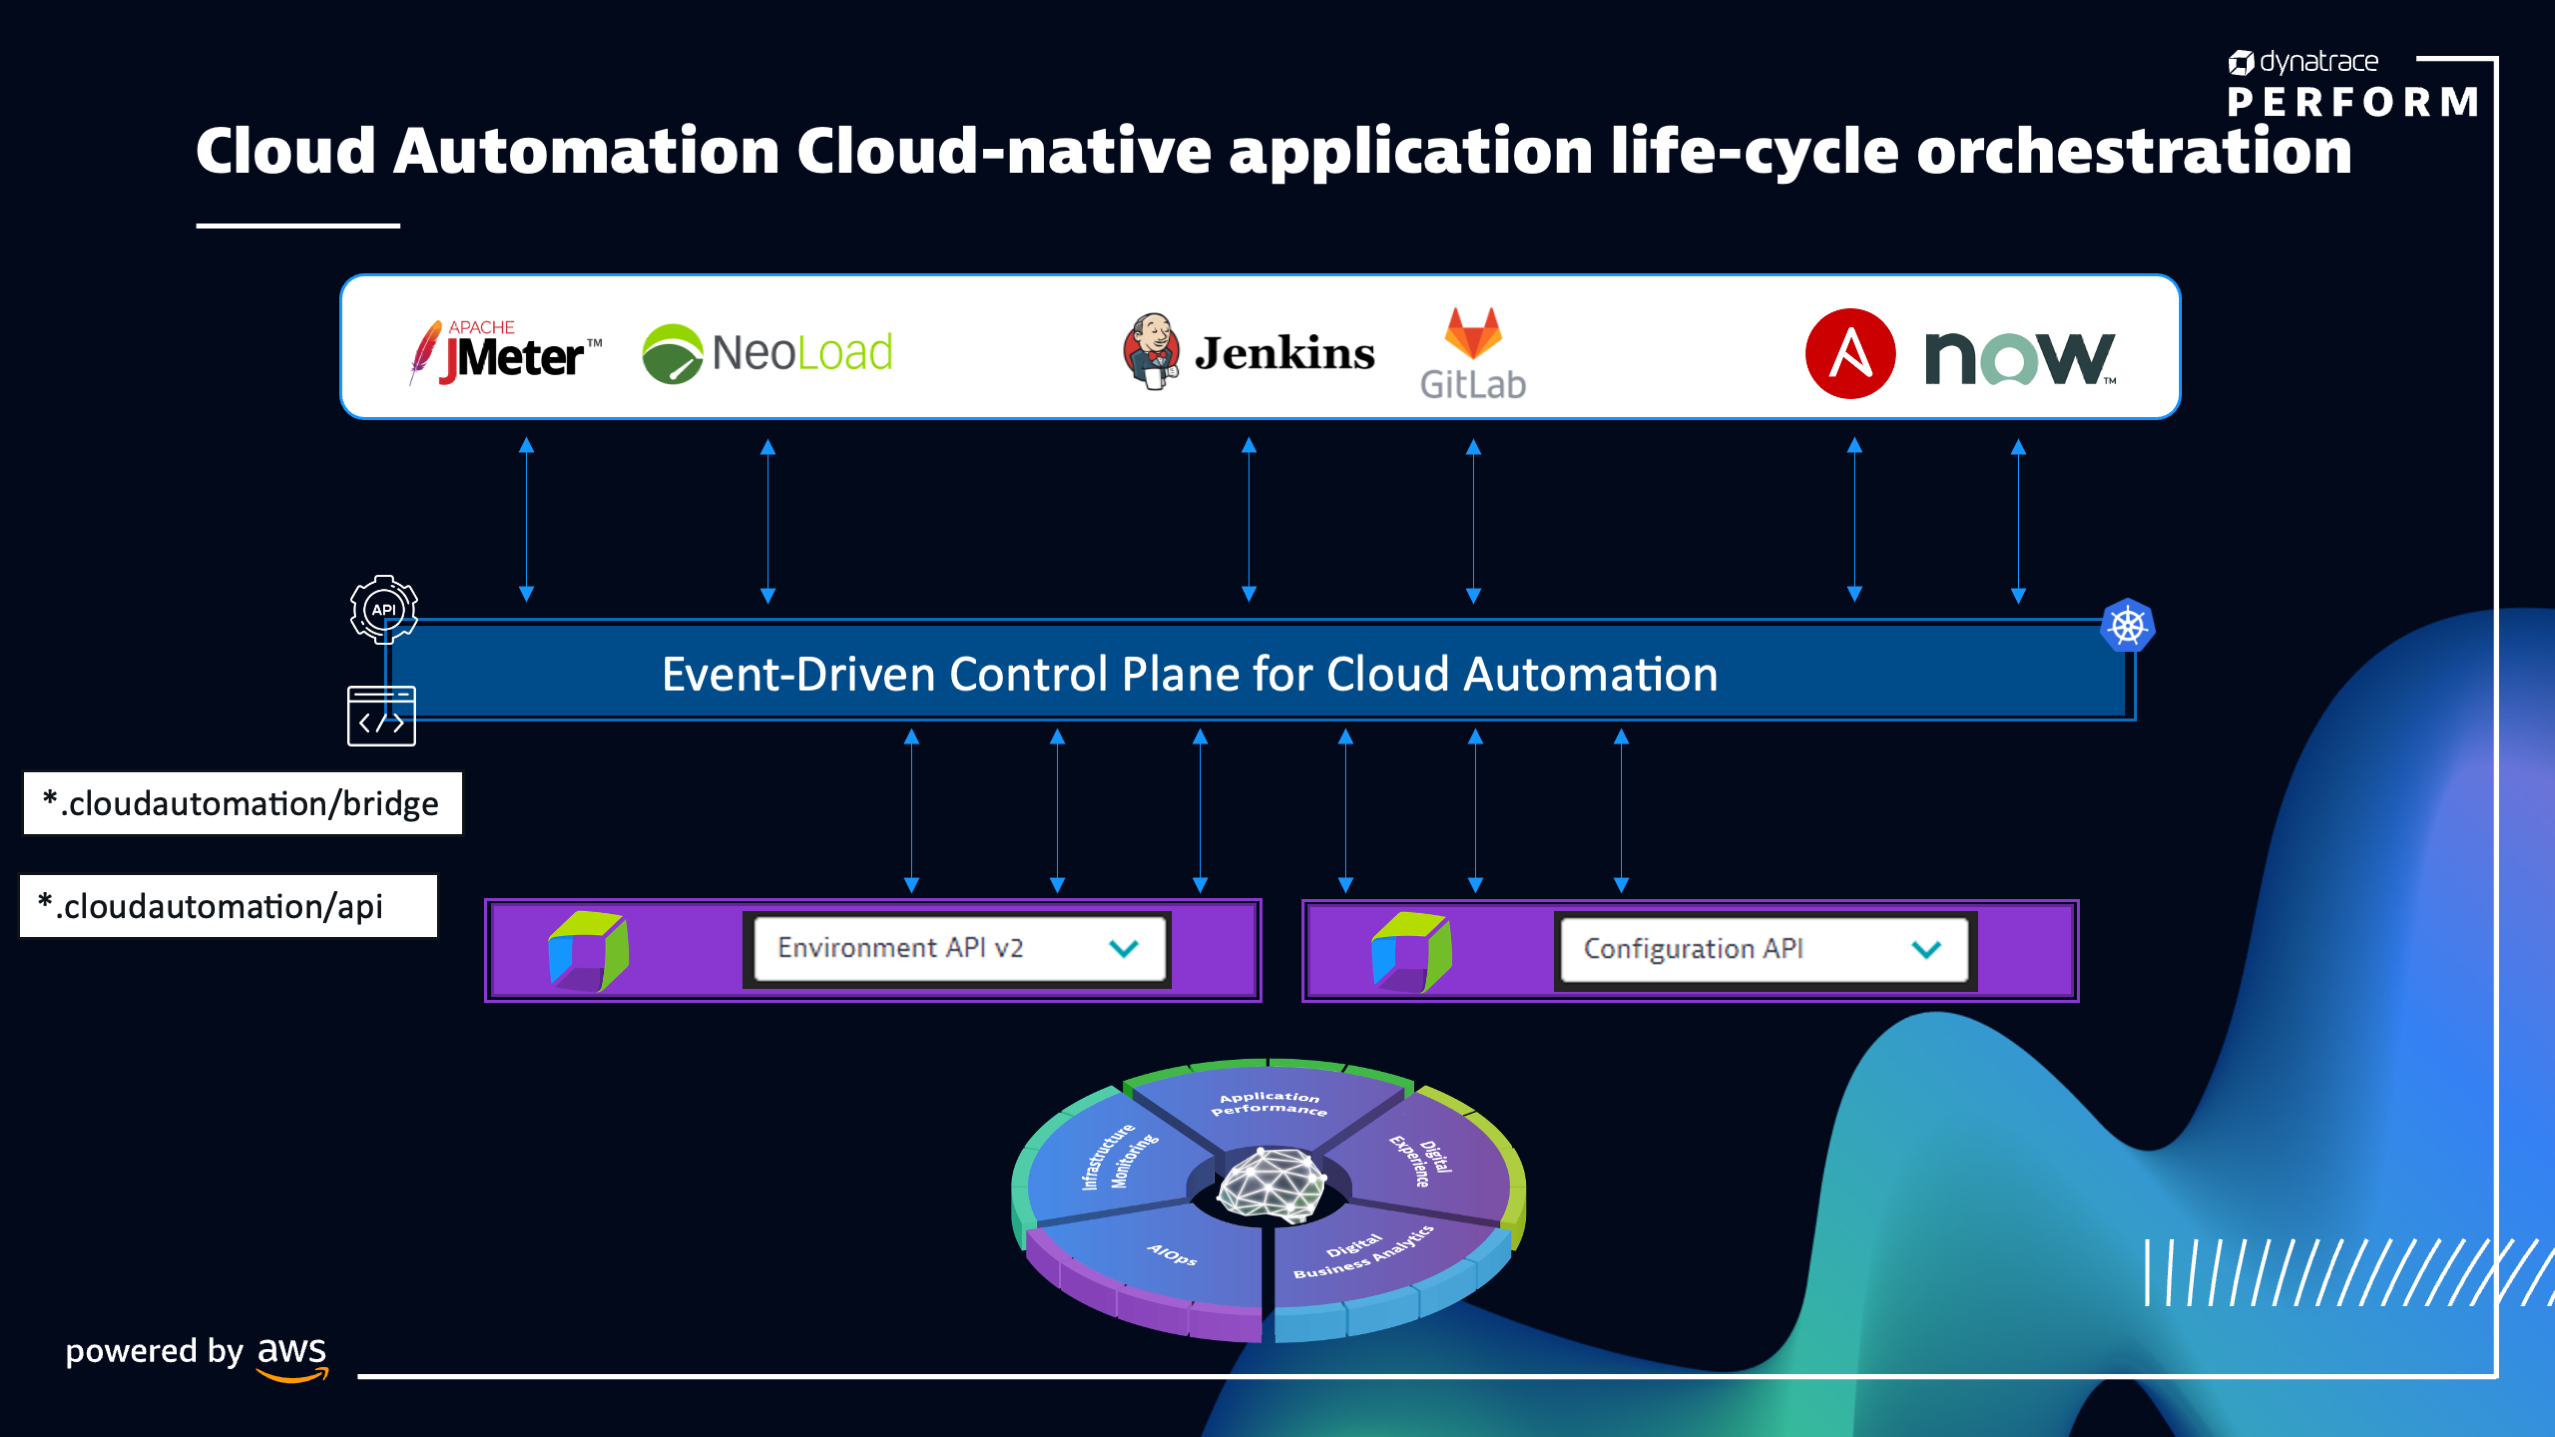 dynatrace
PERFORM
Cloud Automation Cloud-native application life-cycle orchestration
APACHE
JMeter™
NeoLoad
Jenkins
GitLab
A
now™
API
Event-Driven Control Plane for Cloud Automation
</>
*.cloudautomation/bridge
*.cloudautomation/api
Environment API v2
Configuration API
Application
Performance
Infrastructure
Monitoring
Digital
Experience
AIOps
Digital
Business Analytics
powered by aws